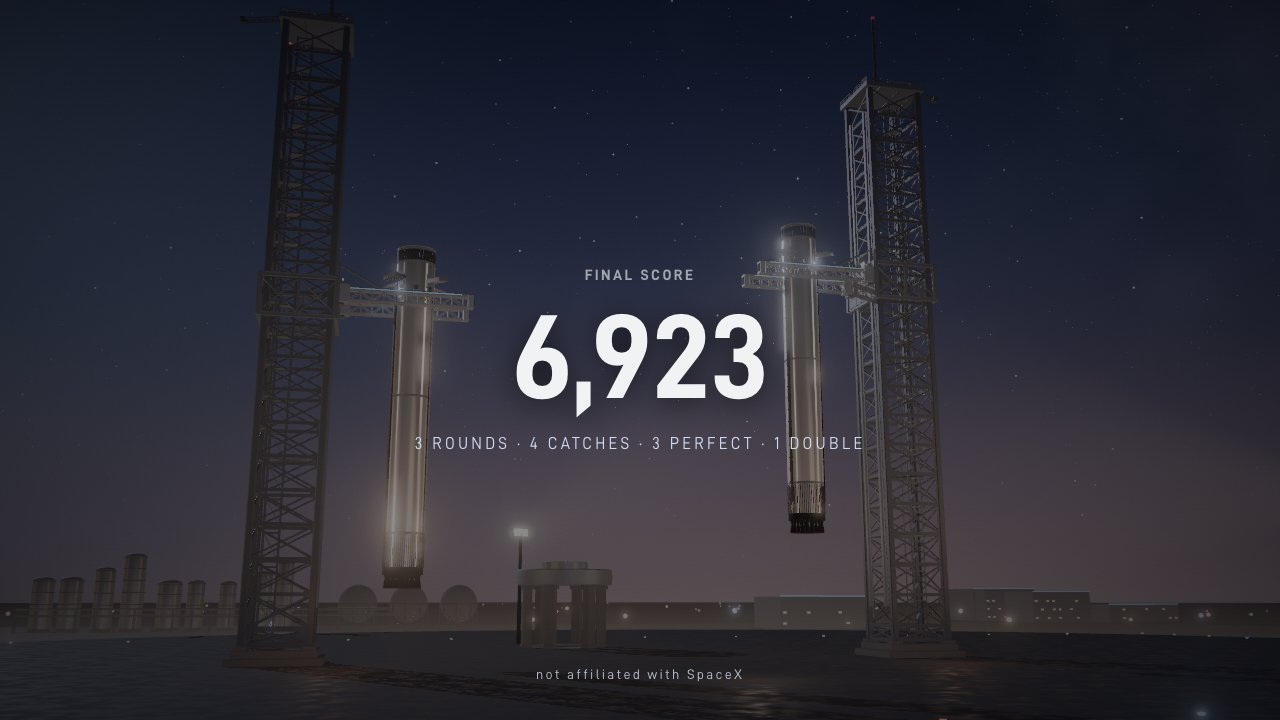 FINAL SCORE
6,923
3 ROUNDS · 4 CATCHES · 3 PERFECT · 1 DOUBLE
not affiliated with SpaceX